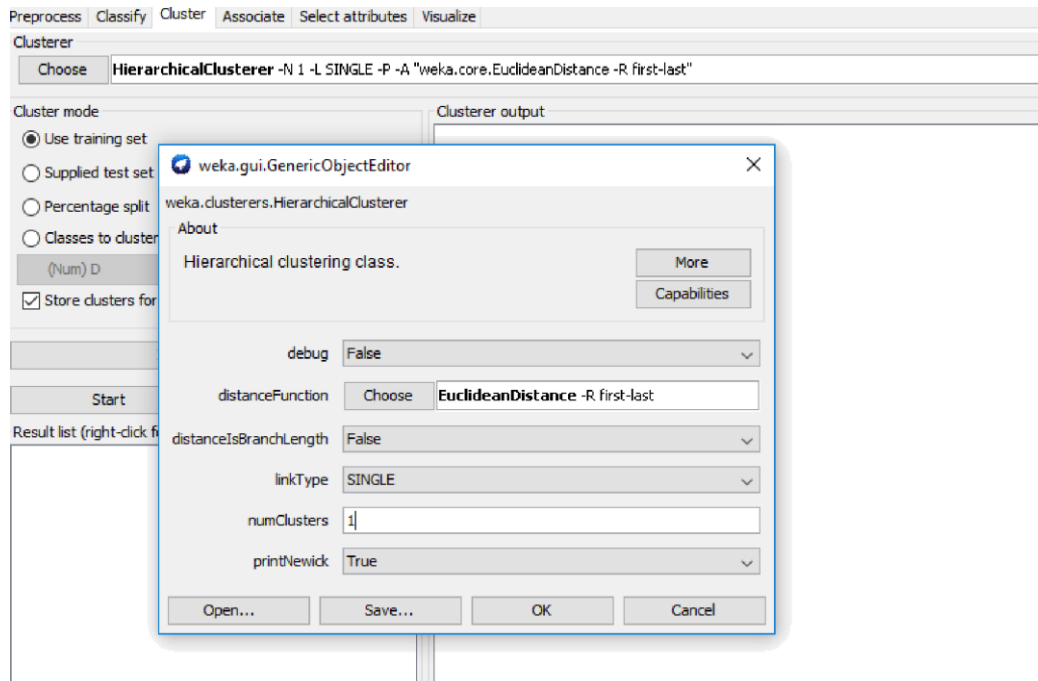 Preprocess Classify Cluster Associate Select attributes Visualize
Clusterer
Choose HierarchicalClusterer -N 1 -L SINGLE -P -A "weka.core.EuclideanDistance -R first-last"
Cluster mode
Clusterer output
Use training set
Supplied test set
Percentage split
Classes to cluster
(Num) D
Store clusters for
Start
Result list (right-click f
weka.gui.GenericObjectEditor
weka.clusterers.HierarchicalClusterer
About
Hierarchical clustering class.
More
Capabilities
debug False
distanceFunction Choose EuclideanDistance -R first-last
distanceIsBranchLength False
linkType SINGLE
numClusters 1
printNewick True
Open... Save... OK Cancel